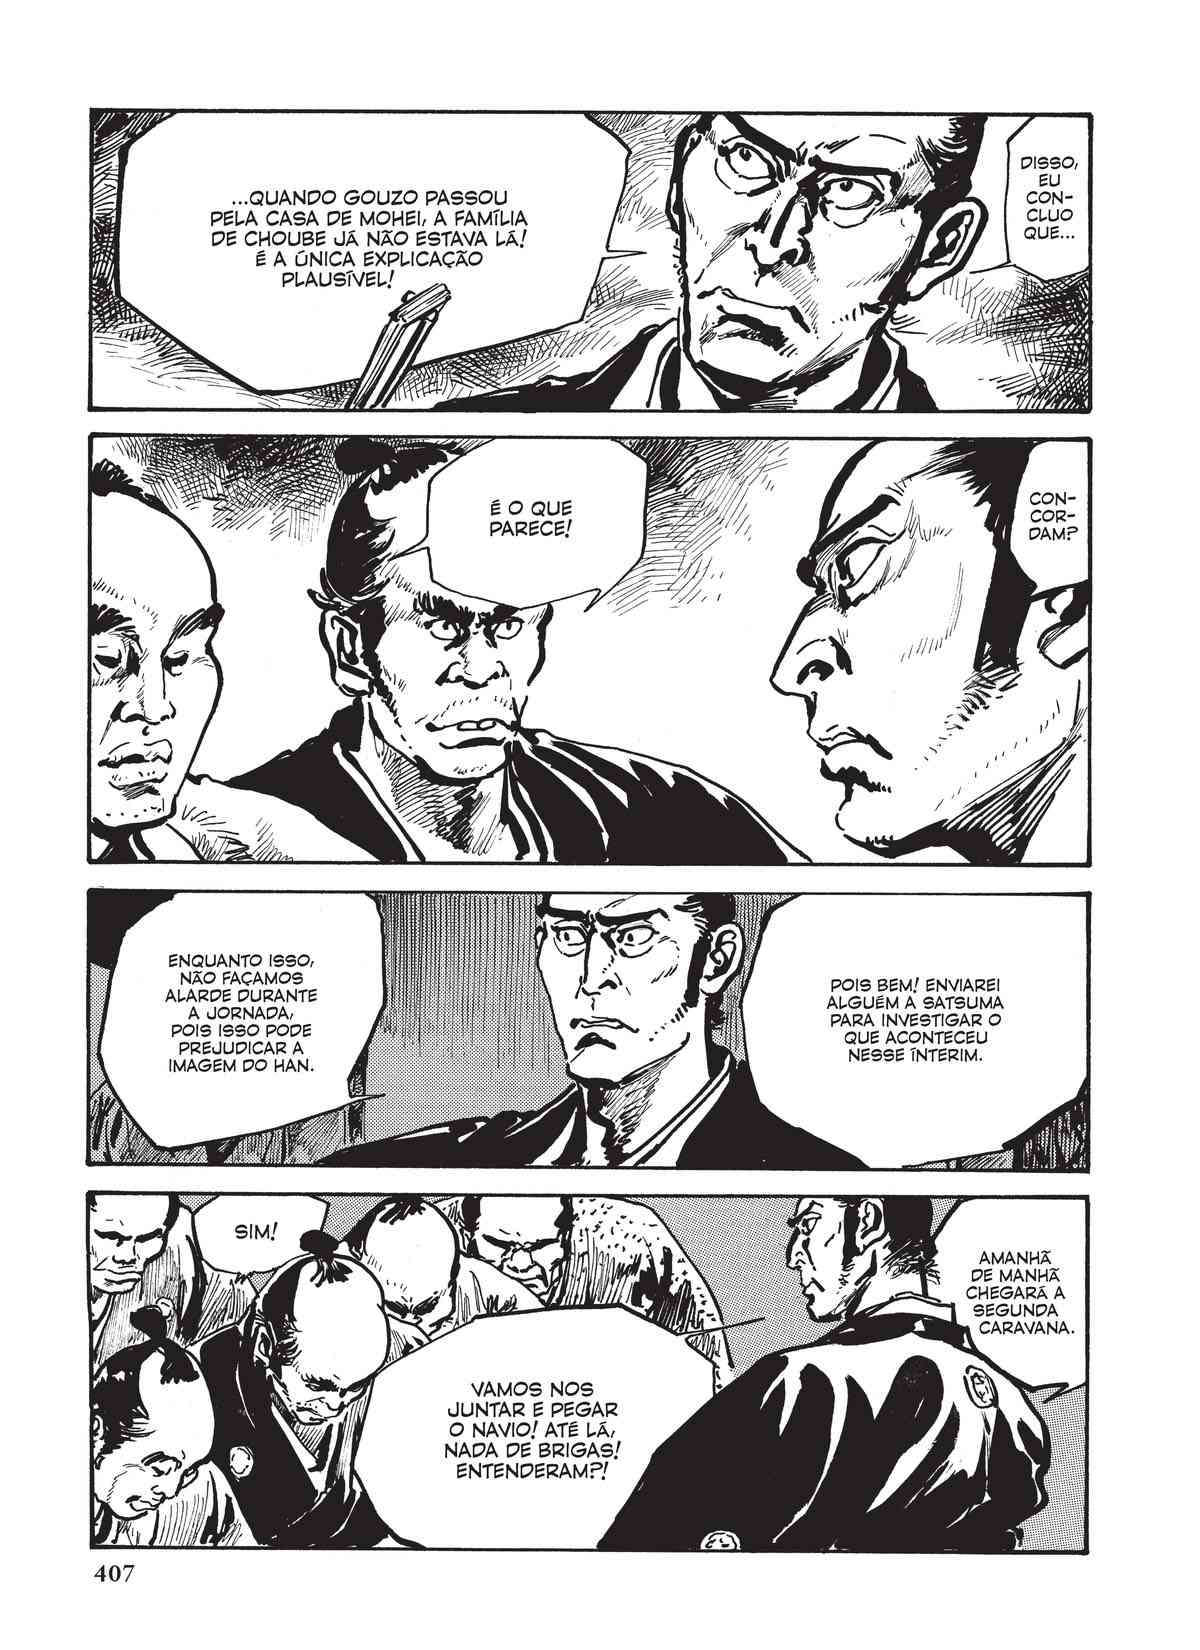 DISSO,
EU
CON-
CLUO
QUE...
...QUANDO GOUZO PASSOU
PELA CASA DE MOHEI, A FAMÍLIA
DE CHOUBE JÁ NÃO ESTAVA LÁ!
É A ÚNICA EXPLICAÇÃO
PLAUSÍVEL!
CON-
COR-
DAM?
É O QUE
PARECE!
POIS BEM! ENVIAREI
ALGUÉM A SATSUMA
PARA INVESTIGAR O
QUE ACONTECEU
NESSE ÍNTERIM.
ENQUANTO ISSO,
NÃO FAÇAMOS
ALARDE DURANTE
A JORNADA,
POIS ISSO PODE
PREJUDICAR A
IMAGEM DO HAN.
AMANHÃ
DE MANHÃ
CHEGARÁ A
SEGUNDA
CARAVANA.
VAMOS NOS
JUNTAR E PEGAR
O NAVIO! ATÉ LÁ,
NADA DE BRIGAS!
ENTENDERAM?!
SIM!
407